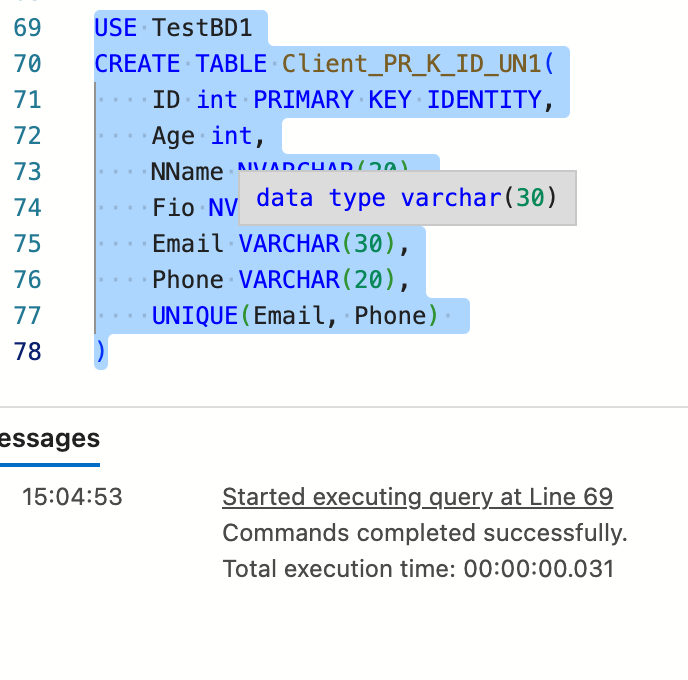 69 USE TestBD1
70 CREATE TABLE Client_PR_K_ID_UN1(
71 ID int PRIMARY KEY IDENTITY,
72 Age int,
73 NName NVARCHAR(20)
74 Fio NV
data type varchar(30)
75 Email VARCHAR(30),
76 Phone VARCHAR(20),
77 UNIQUE(Email, Phone)
78 )
essages
15:04:53 Started executing query at Line 69
Commands completed successfully.
Total execution time: 00:00:00.031